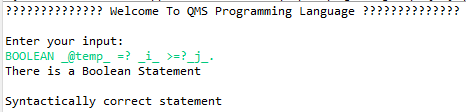 ????????????? Welcome To QMS Programming Language ?????????????
Enter your input:
BOOLEAN _@temp_ =? _i_ >=?_j_.
There is a Boolean Statement
Syntactically correct statement